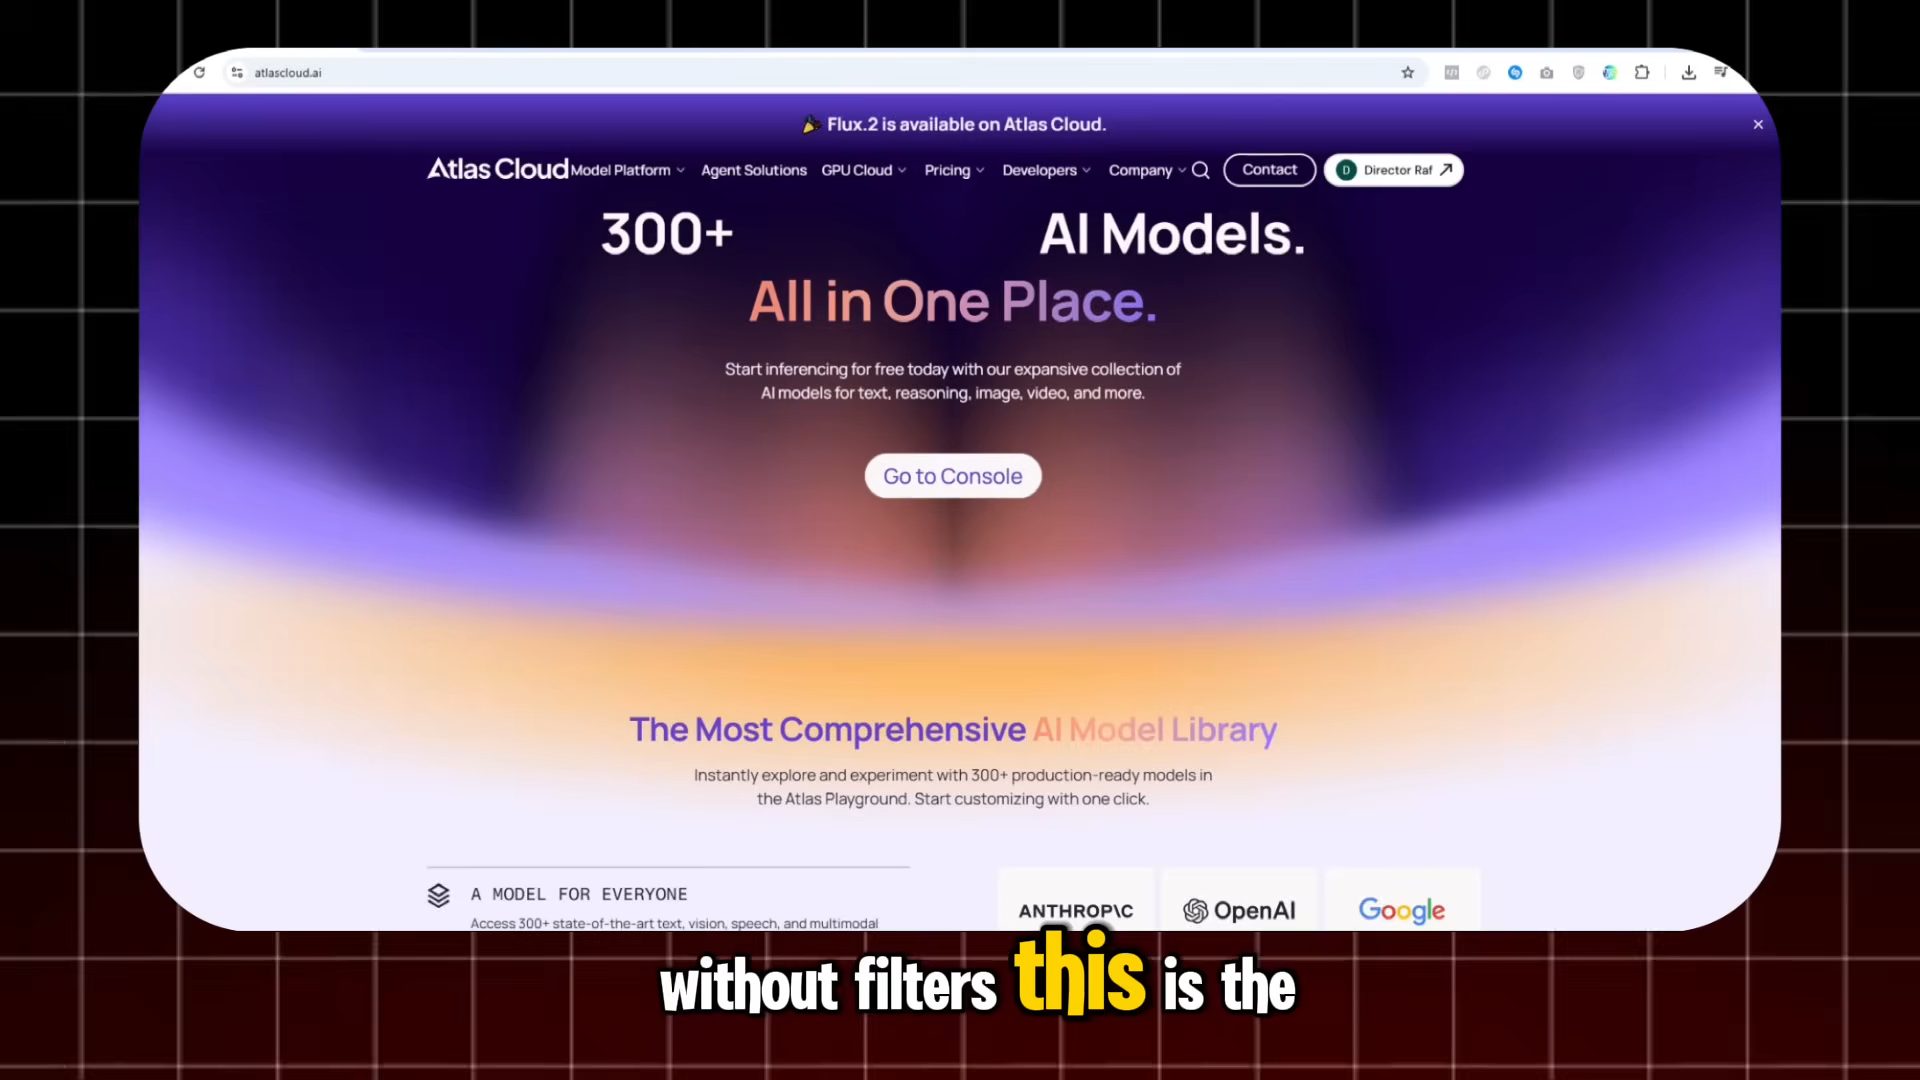 atlascloud.ai
🎉 Flux.2 is available on Atlas Cloud.
Atlas Cloud Model Platform Agent Solutions GPU Cloud Pricing Developers Company Contact D Director Raf
300+ AI Models.
All in One Place.
Start inferencing for free today with our expansive collection of
AI models for text, reasoning, image, video, and more.
Go to Console
The Most Comprehensive AI Model Library
Instantly explore and experiment with 300+ production-ready models in
the Atlas Playground. Start customizing with one click.
A MODEL FOR EVERYONE
Access 300+ state-of-the-art text, vision, speech, and multimodal
ANTHROP\C OpenAI Google
without filters this is the